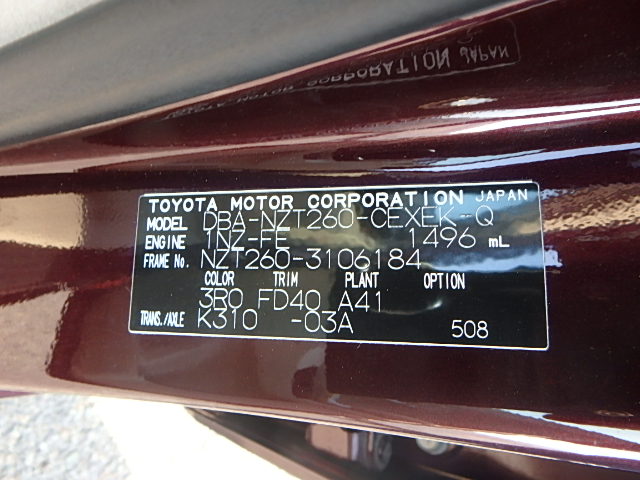 TOYOTA MOTOR CORPORATION JAPAN
MODEL DBA-NZT260-CEXEK-Q
ENGINE 1NZ-FE 1496 mL
FRAME No. NZT260-3106184
COLOR TRIM PLANT OPTION
3R0 FD40 A41
TRANS./AXLE K310 -03A
508